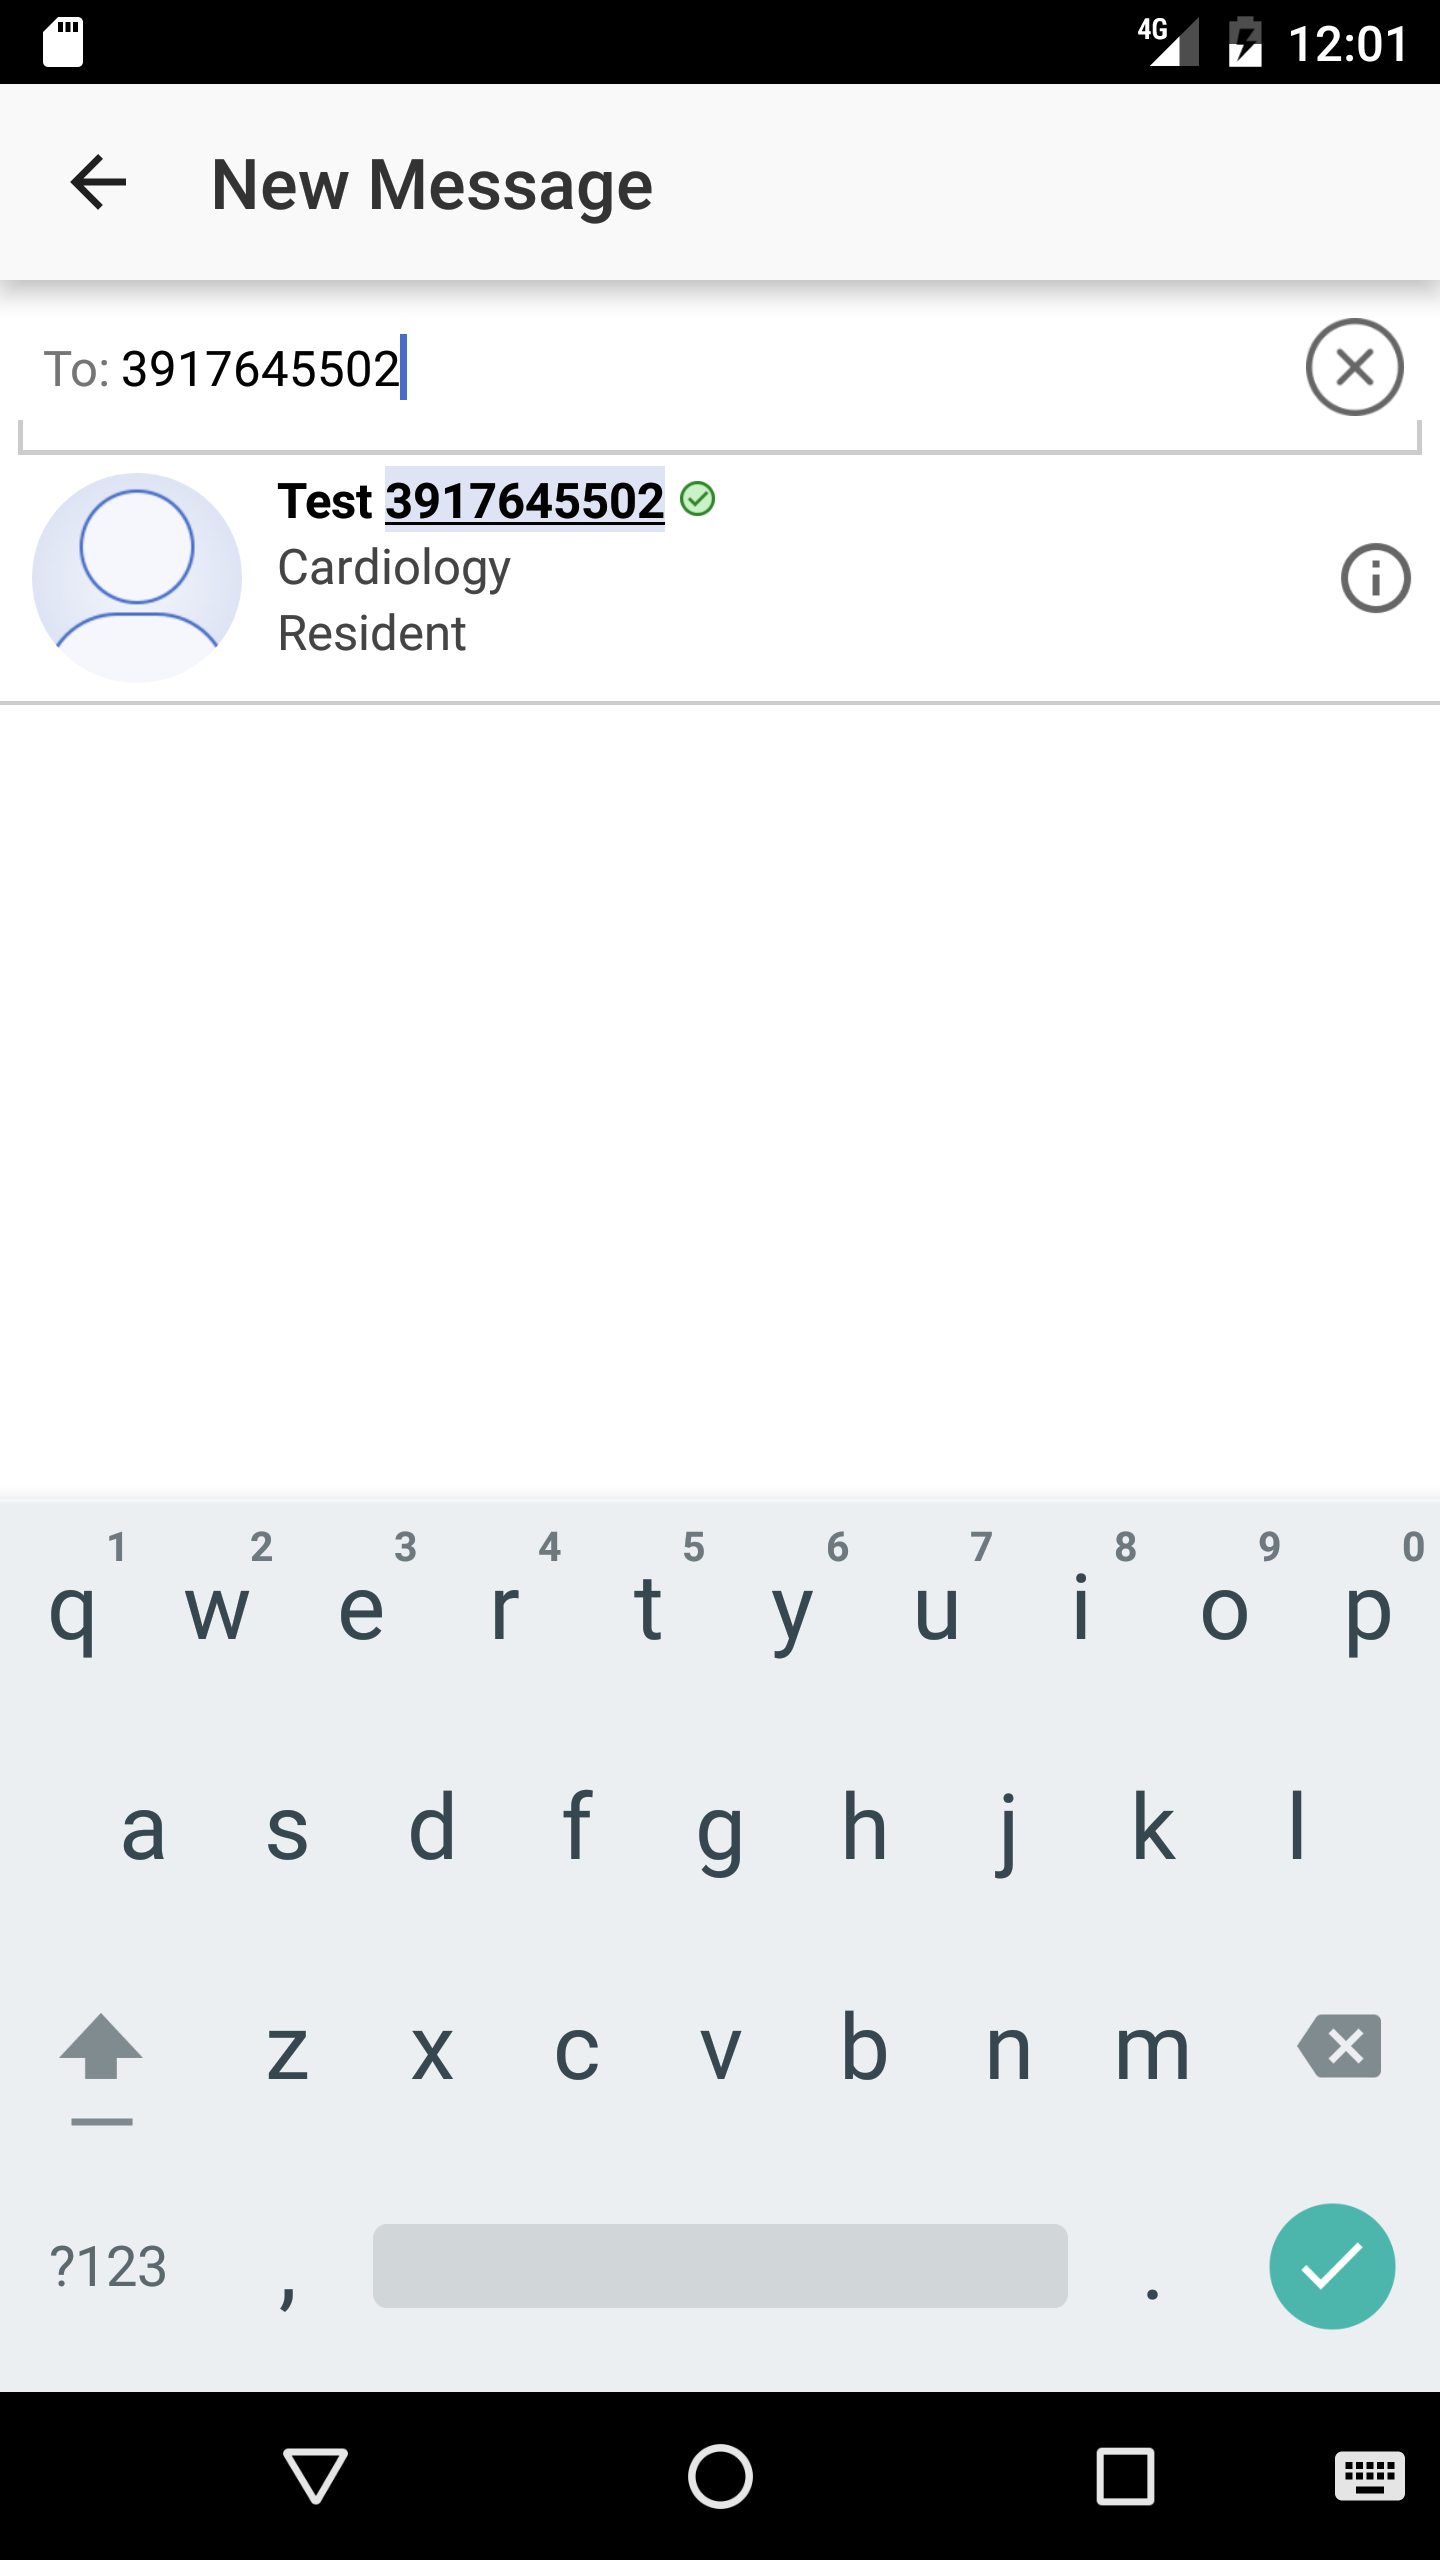 4G 12:01
New Message
To: 3917645502
Test 3917645502
Cardiology
Resident
1 2 3 4 5 6 7 8 9 0
q w e r t y u i o p
a s d f g h j k l
z x c v b n m
?123 , .